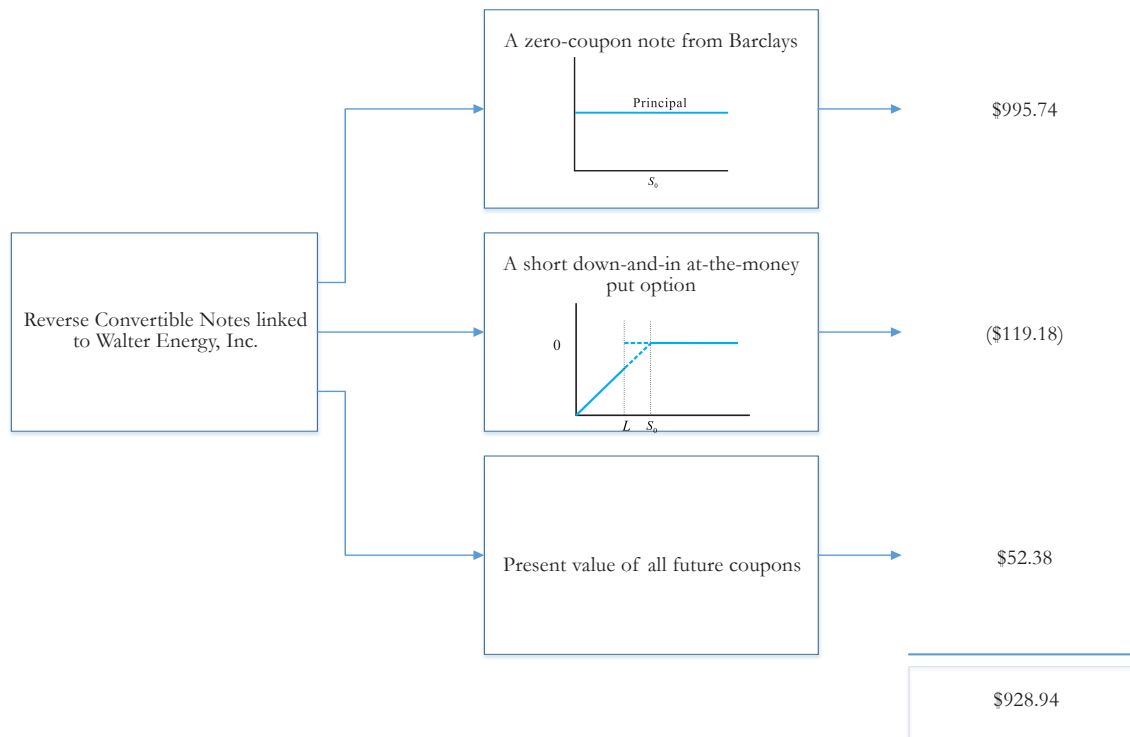 A zero-coupon note from Barclays
Principal
S₀
$995.74
Reverse Convertible Notes linked
to Walter Energy, Inc.
A short down-and-in at-the-money
put option
0
L S₀
($119.18)
Present value of all future coupons
$52.38
$928.94